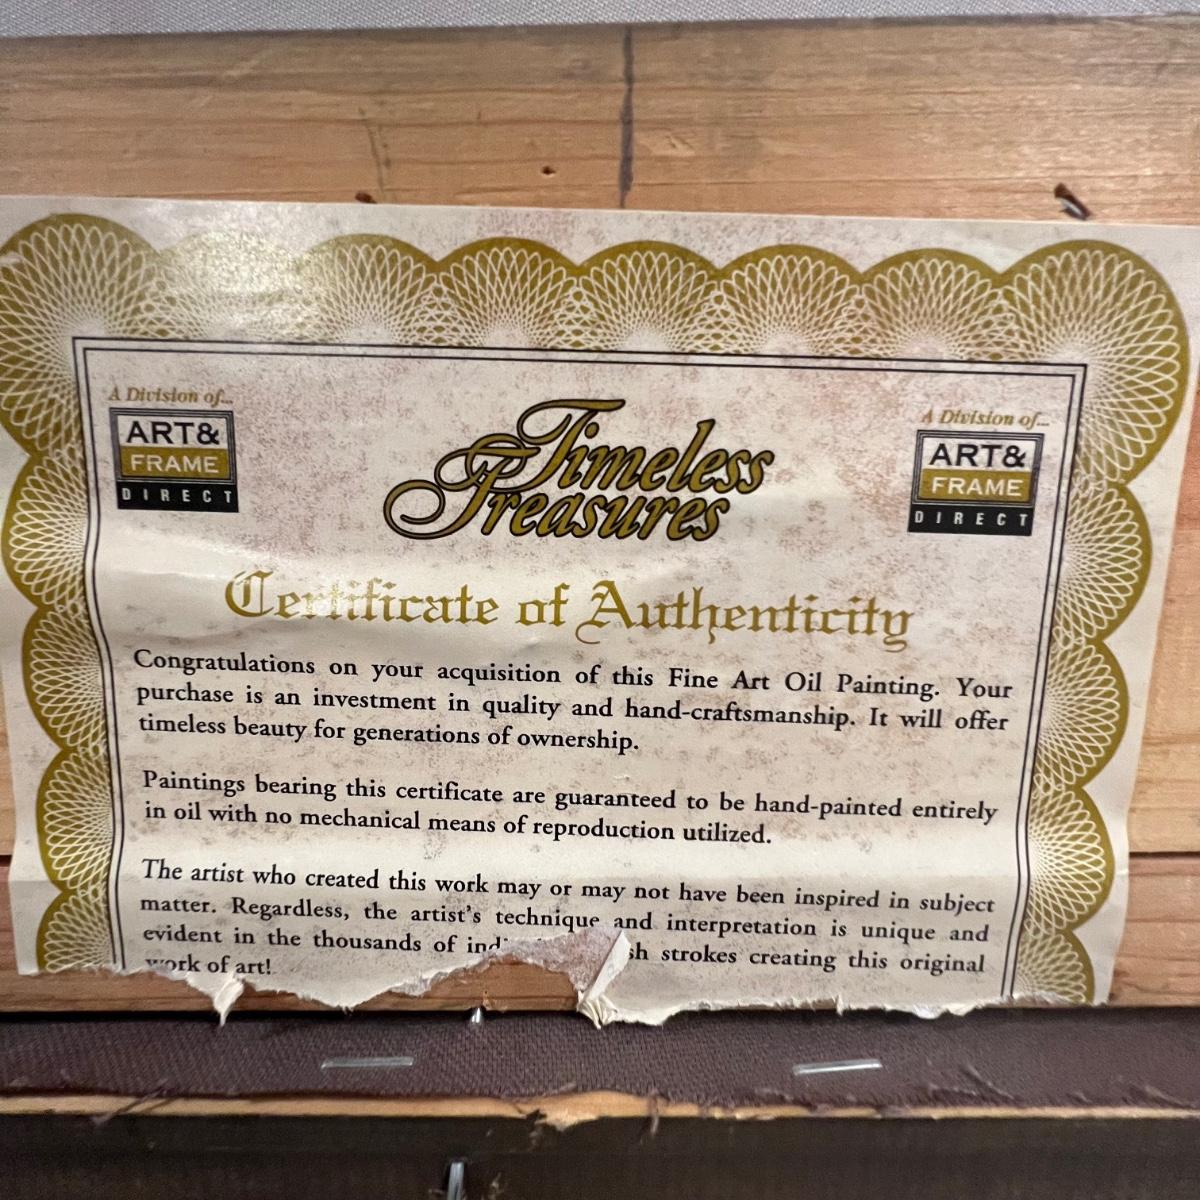 A Division of...
ART&
FRAME
DIRECT
Timeless
Treasures
A Division of...
ART&
FRAME
DIRECT
Certificate of Authenticity
Congratulations on your acquisition of this Fine Art Oil Painting. Your
purchase is an investment in quality and hand-craftsmanship. It will offer
timeless beauty for generations of ownership.
Paintings bearing this certificate are guaranteed to be hand-painted entirely
in oil with no mechanical means of reproduction utilized.
The artist who created this work may or may not have been inspired in subject
matter. Regardless, the artist's technique and interpretation is unique and
evident in the thousands of strokes creating this original
work of art!